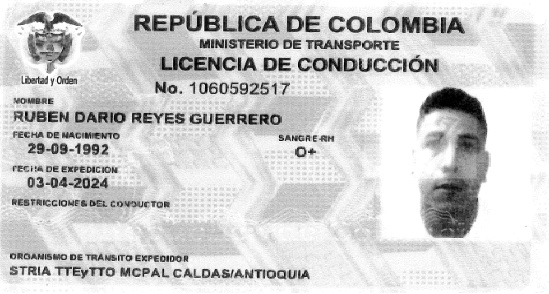 REPÚBLICA DE COLOMBIA
MINISTERIO DE TRANSPORTE
LICENCIA DE CONDUCCIÓN
Libertad y Orden
No. 1060592517
NOMBRE
RUBEN DARIO REYES GUERRERO
FECHA DE NACIMIENTO
SANGRE-RH
29-09-1992
O+
FECHA DE EXPEDICION
03-04-2024
RESTRICCIONES DEL CONDUCTOR
ORGANISMO DE TRÁNSITO EXPEDIDOR
STRIA TTEyTTO MCPAL CALDAS/ANTIOQUIA